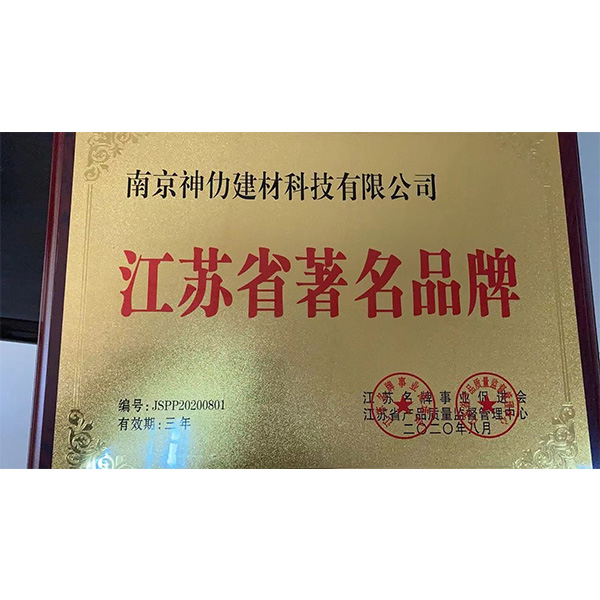 南京神仂建材科技有限公司
江苏省著名品牌
编号:JSPP20200801
有效期:三年
江苏名牌事业促进会
江苏省产品质量监督管理中心
二〇二〇年八月